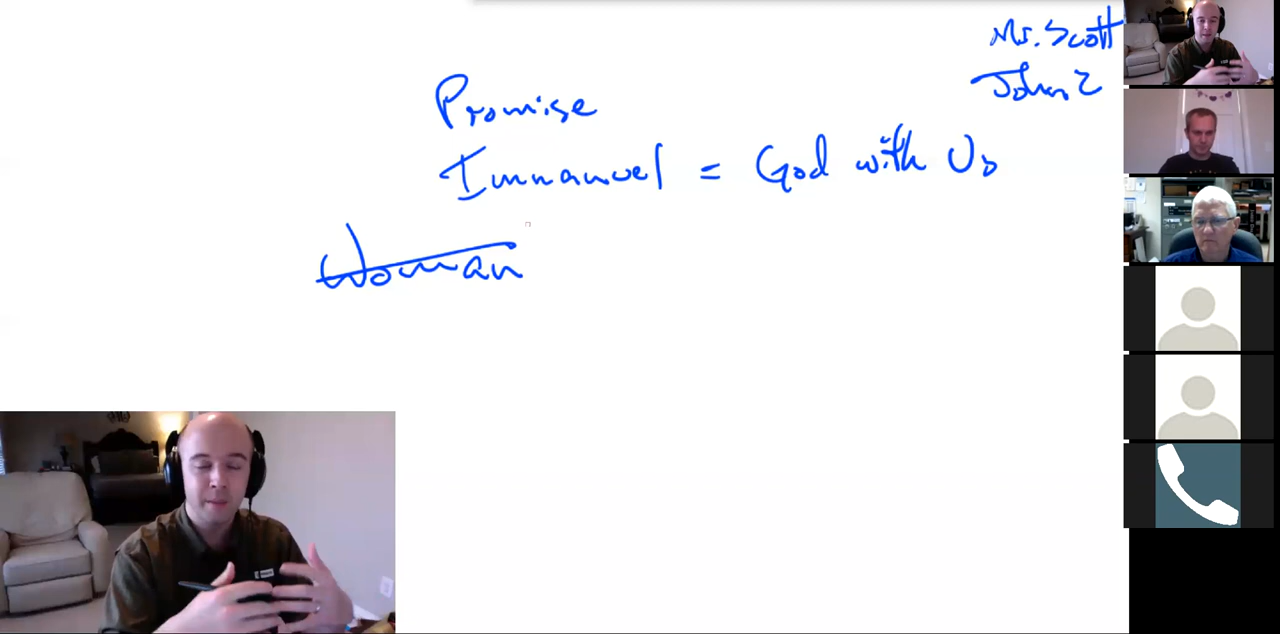 Mr. Scott
John 2
Promise
Immanuel = God with Us
Woman